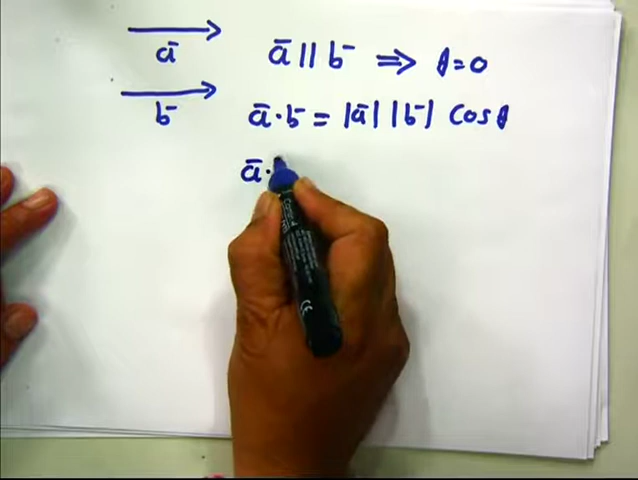 ā
ā || b̄ ⇒ θ = 0
b̄
ā · b̄ = |ā| |b̄| cos θ
ā ·